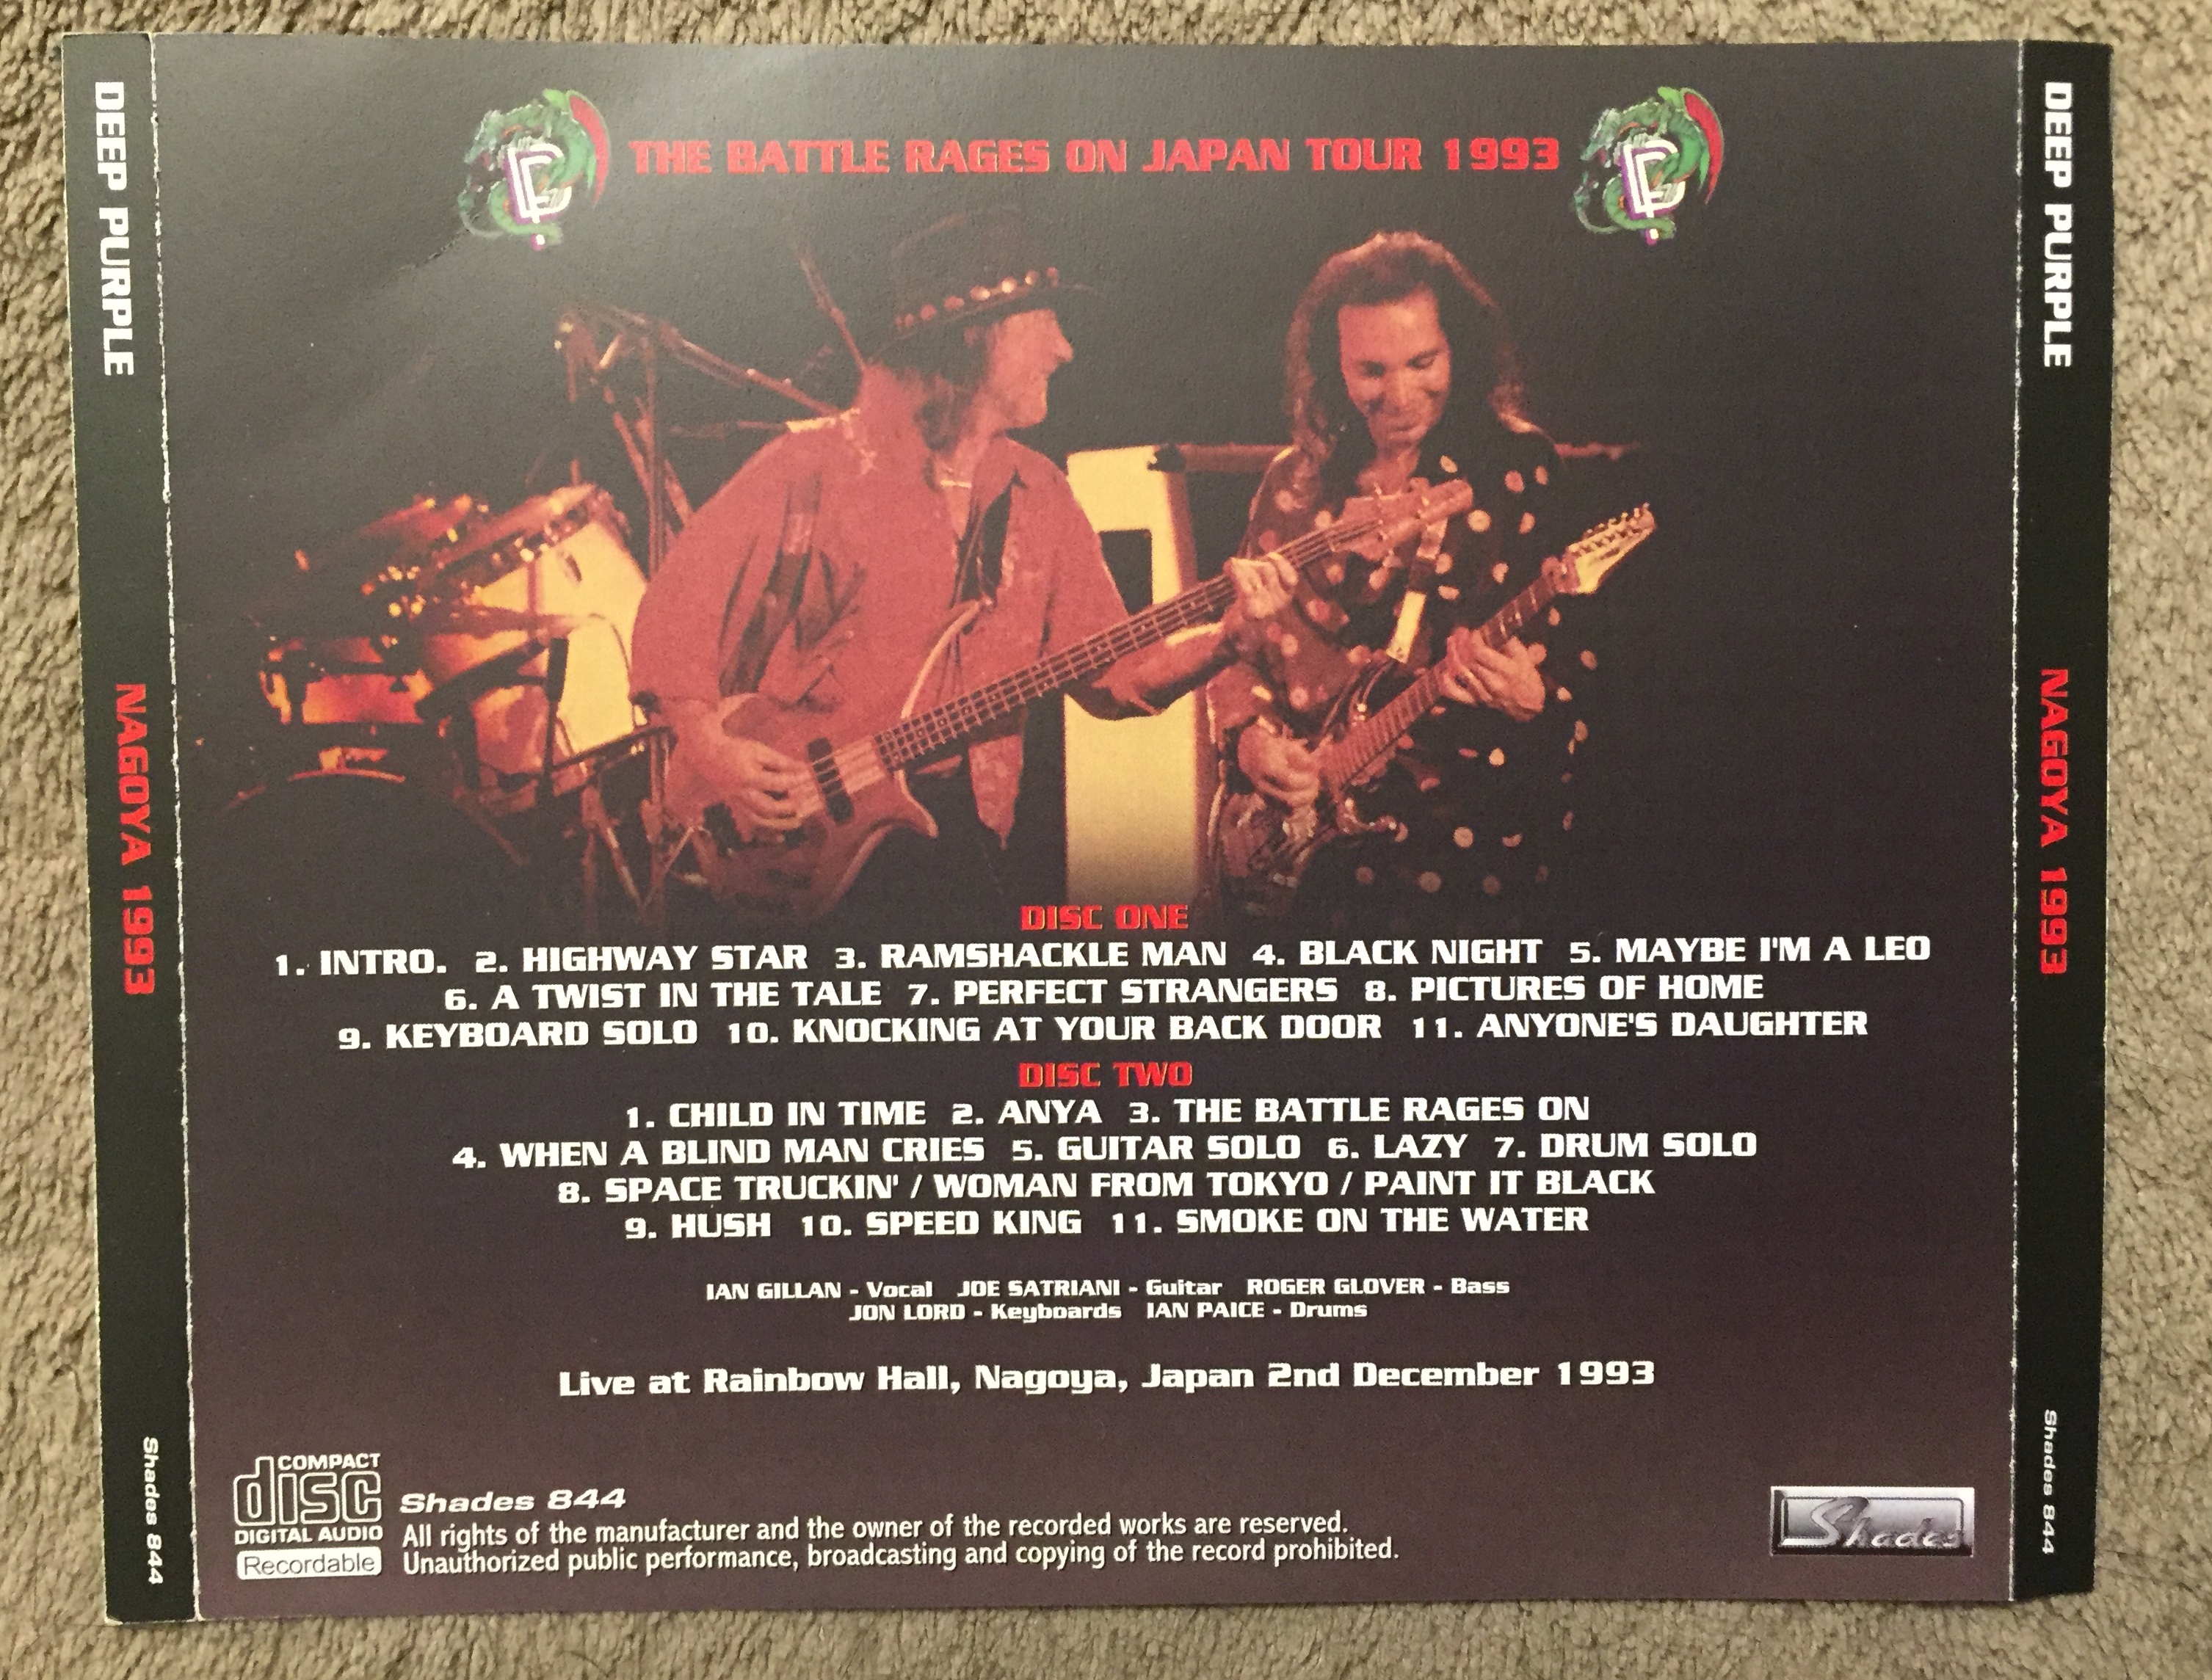 DEEP PURPLE
NAGOYA 1993
Shades 844
THE BATTLE RAGES ON JAPAN TOUR 1993
DISC ONE
1. INTRO. 2. HIGHWAY STAR 3. RAMSHACKLE MAN 4. BLACK NIGHT 5. MAYBE I'M A LEO
6. A TWIST IN THE TALE 7. PERFECT STRANGERS 8. PICTURES OF HOME
9. KEYBOARD SOLO 10. KNOCKING AT YOUR BACK DOOR 11. ANYONE'S DAUGHTER
DISC TWO
1. CHILD IN TIME 2. ANYA 3. THE BATTLE RAGES ON
4. WHEN A BLIND MAN CRIES 5. GUITAR SOLO 6. LAZY 7. DRUM SOLO
8. SPACE TRUCKIN' / WOMAN FROM TOKYO / PAINT IT BLACK
9. HUSH 10. SPEED KING 11. SMOKE ON THE WATER
IAN GILLAN - Vocal JOE SATRIANI - Guitar ROGER GLOVER - Bass
JON LORD - Keyboards IAN PAICE - Drums
Live at Rainbow Hall, Nagoya, Japan 2nd December 1993
COMPACT
disc
DIGITAL AUDIO
Recordable
Shades 844
All rights of the manufacturer and the owner of the recorded works are reserved.
Unauthorized public performance, broadcasting and copying of the record prohibited.
Shades
DEEP PURPLE
NAGOYA 1993
Shades 844